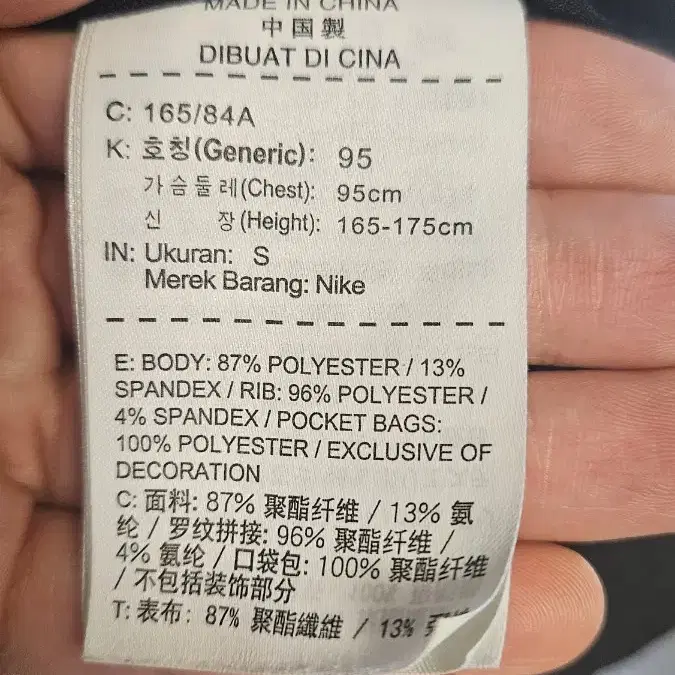 MADE IN CHINA
中国製
DIBUAT DI CINA
C: 165/84A
K: 호칭(Generic): 95
가슴둘레(Chest): 95cm
신 장(Height): 165-175cm
IN: Ukuran: S
Merek Barang: Nike
E: BODY: 87% POLYESTER / 13%
SPANDEX / RIB: 96% POLYESTER /
4% SPANDEX / POCKET BAGS:
100% POLYESTER / EXCLUSIVE OF
DECORATION
C: 面料: 87% 聚酯纤维 / 13% 氨
纶 / 罗纹拼接: 96% 聚酯纤维 /
4% 氨纶 / 口袋包: 100% 聚酯纤维
/ 不包括装饰部分
T: 表布: 87% 聚酯纖維 / 13%